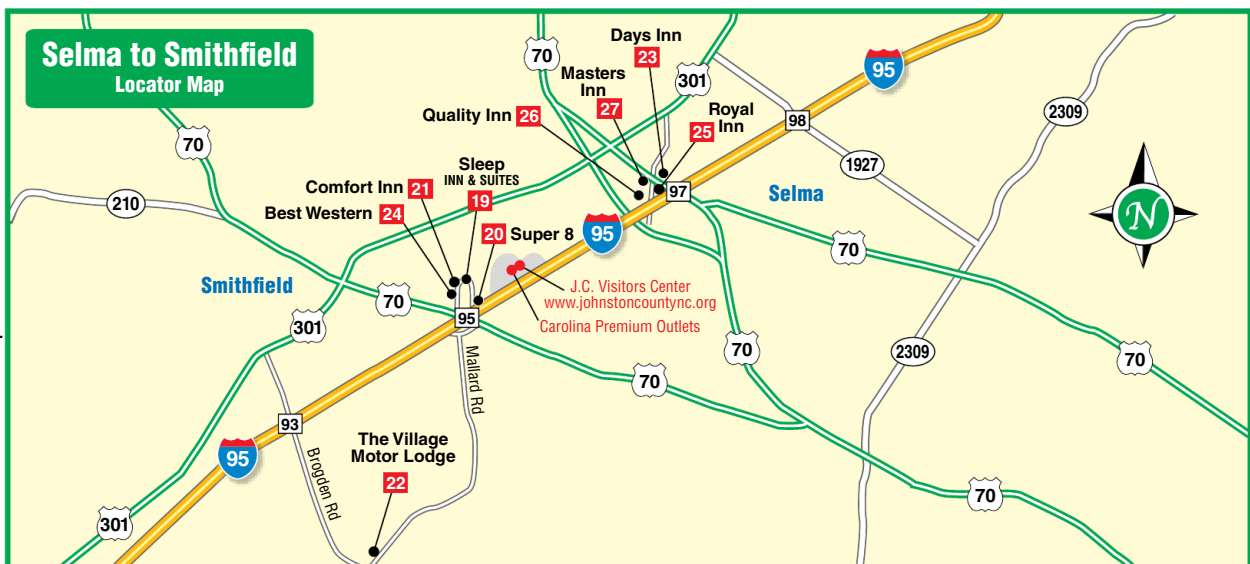 Selma to Smithfield
Locator Map
70
70
301
95
Days Inn
23
Masters
Inn
27
Quality Inn 26
Royal
Inn
25
98
2309
1927
Sleep
INN & SUITES
19
Comfort Inn 21
Best Western 24
20 Super 8
210
97
Selma
95
N
70
Smithfield
J.C. Visitors Center
www.johnstoncountync.org
Carolina Premium Outlets
70
95
301
70
2309
70
70
Mallard Rd
93
95
The Village
Motor Lodge
22
Brogden Rd
70
301